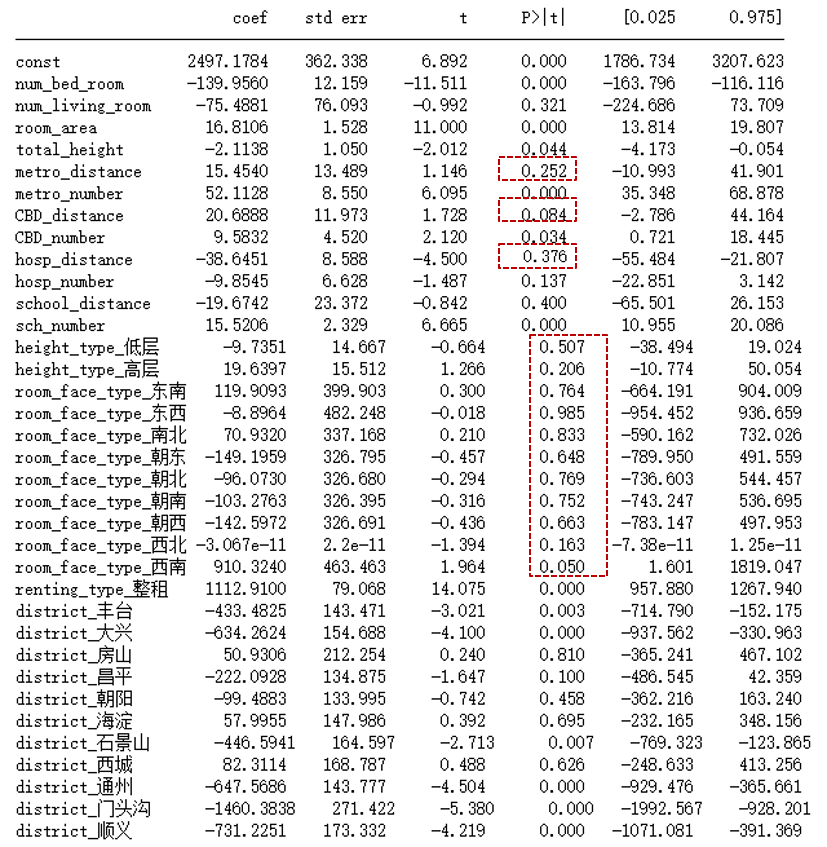 coef std err t P>|t| [0.025 0.975]
const 2497.1784 362.338 6.892 0.000 1786.734 3207.623
num_bed_room -139.9560 12.159 -11.511 0.000 -163.796 -116.116
num_living_room -75.4881 76.093 -0.992 0.321 -224.686 73.709
room_area 16.8106 1.528 11.000 0.000 13.814 19.807
total_height -2.1138 1.050 -2.012 0.044 -4.173 -0.054
metro_distance 15.4540 13.489 1.146 0.252 -10.993 41.901
metro_number 52.1128 8.550 6.095 0.000 35.348 68.878
CBD_distance 20.6888 11.973 1.728 0.084 -2.786 44.164
CBD_number 9.5832 4.520 2.120 0.034 0.721 18.445
hosp_distance -38.6451 8.588 -4.500 0.376 -55.484 -21.807
hosp_number -9.8545 6.628 -1.487 0.137 -22.851 3.142
school_distance -19.6742 23.372 -0.842 0.400 -65.501 26.153
sch_number 15.5206 2.329 6.665 0.000 10.955 20.086
height_type_低层 -9.7351 14.667 -0.664 0.507 -38.494 19.024
height_type_高层 19.6397 15.512 1.266 0.206 -10.774 50.054
room_face_type_东南 119.9093 399.903 0.300 0.764 -664.191 904.009
room_face_type_东西 -8.8964 482.248 -0.018 0.985 -954.452 936.659
room_face_type_南北 70.9320 337.168 0.210 0.833 -590.162 732.026
room_face_type_朝东 -149.1959 326.795 -0.457 0.648 -789.950 491.559
room_face_type_朝北 -96.0730 326.680 -0.294 0.769 -736.603 544.457
room_face_type_朝南 -103.2763 326.395 -0.316 0.752 -743.247 536.695
room_face_type_朝西 -142.5972 326.691 -0.436 0.663 -783.147 497.953
room_face_type_西北 -3.067e-11 2.2e-11 -1.394 0.163 -7.38e-11 1.25e-11
room_face_type_西南 910.3240 463.463 1.964 0.050 1.601 1819.047
renting_type_整租 1112.9100 79.068 14.075 0.000 957.880 1267.940
district_丰台 -433.4825 143.471 -3.021 0.003 -714.790 -152.175
district_大兴 -634.2624 154.688 -4.100 0.000 -937.562 -330.963
district_房山 50.9306 212.254 0.240 0.810 -365.241 467.102
district_昌平 -222.0928 134.875 -1.647 0.100 -486.545 42.359
district_朝阳 -99.4883 133.995 -0.742 0.458 -362.216 163.240
district_海淀 57.9955 147.986 0.392 0.695 -232.165 348.156
district_石景山 -446.5941 164.597 -2.713 0.007 -769.323 -123.865
district_西城 82.3114 168.787 0.488 0.626 -248.633 413.256
district_通州 -647.5686 143.777 -4.504 0.000 -929.476 -365.661
district_门头沟 -1460.3838 271.422 -5.380 0.000 -1992.567 -928.201
district_顺义 -731.2251 173.332 -4.219 0.000 -1071.081 -391.369